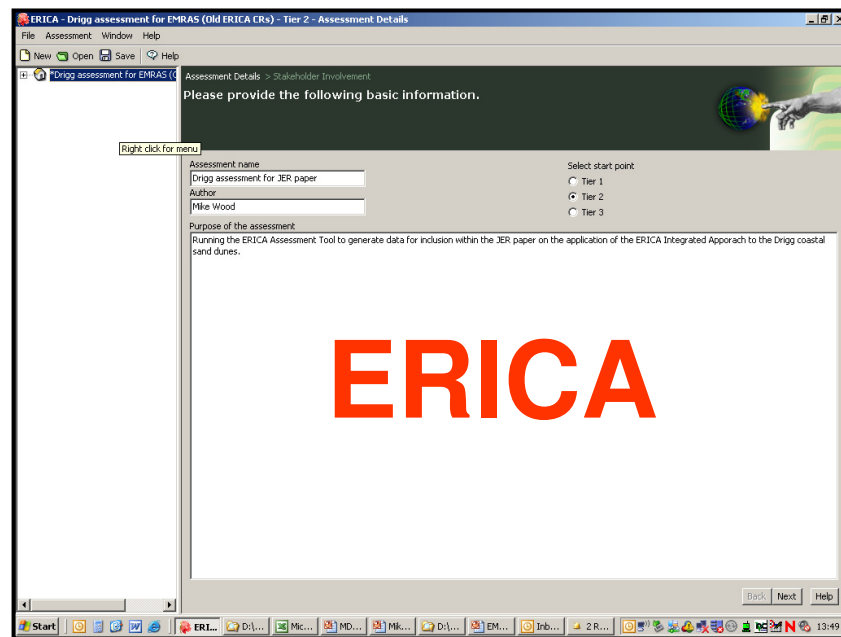 ERICA - Drigg assessment for EMRAS (Old ERICA CRs) - Tier 2 - Assessment Details
File Assessment Window Help
New Open Save Help
*Drigg assessment for EMRAS (O
Assessment Details > Stakeholder Involvement
Please provide the following basic information.
Right click for menu
Assessment name
Drigg assessment for JER paper
Author
Mike Wood
Select start point
Tier 1
Tier 2
Tier 3
Purpose of the assessment
Running the ERICA Assessment Tool to generate data for inclusion within the JER paper on the application of the ERICA Integrated Apporach to the Drigg coastal
sand dunes.
ERICA
Back Next Help
Start ERI... D:\... Mic... MD... Mik... D:\... EM... Inb... 2 R... 13:49